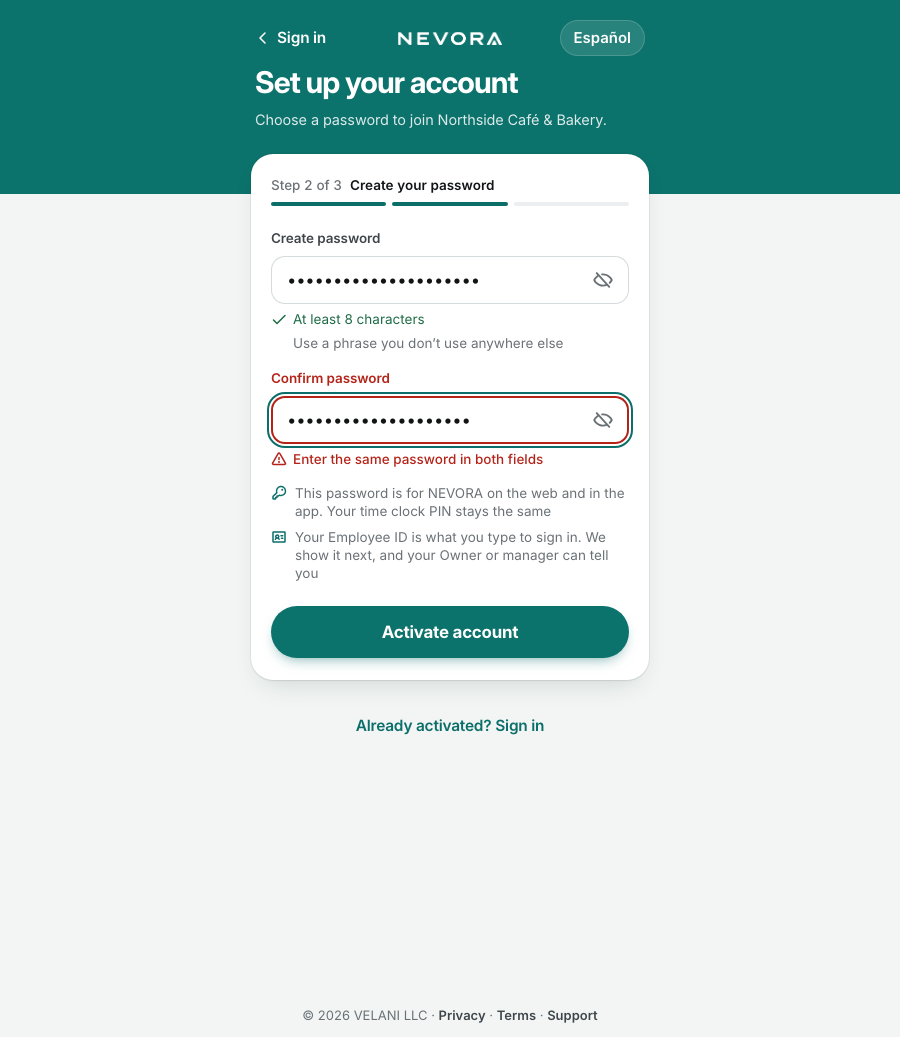 Sign in
NEVORA
Español
Set up your account
Choose a password to join Northside Café & Bakery.
Step 2 of 3 Create your password
Create password
•••••••••••••••••••••
At least 8 characters
Use a phrase you don’t use anywhere else
Confirm password
••••••••••••••••••••
Enter the same password in both fields
This password is for NEVORA on the web and in the
app. Your time clock PIN stays the same
Your Employee ID is what you type to sign in. We
show it next, and your Owner or manager can tell
you
Activate account
Already activated? Sign in
© 2026 VELANI LLC · Privacy · Terms · Support